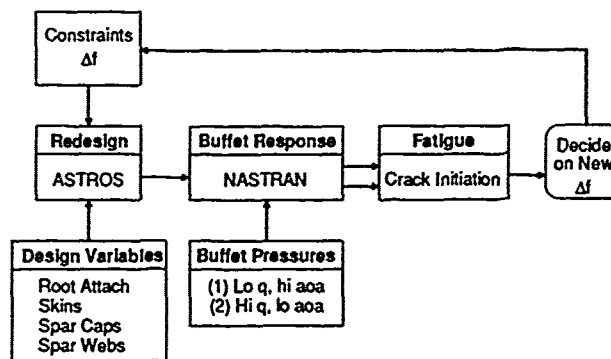 Constraints
Δf
Redesign
ASTROS
Buffet Response
NASTRAN
Fatigue
Crack Initiation
Decide
on New
Δf
Design Variables
Root Attach
Skins
Spar Caps
Spar Webs
Buffet Pressures
(1) Lo q, hi aoa
(2) Hi q, lo aoa